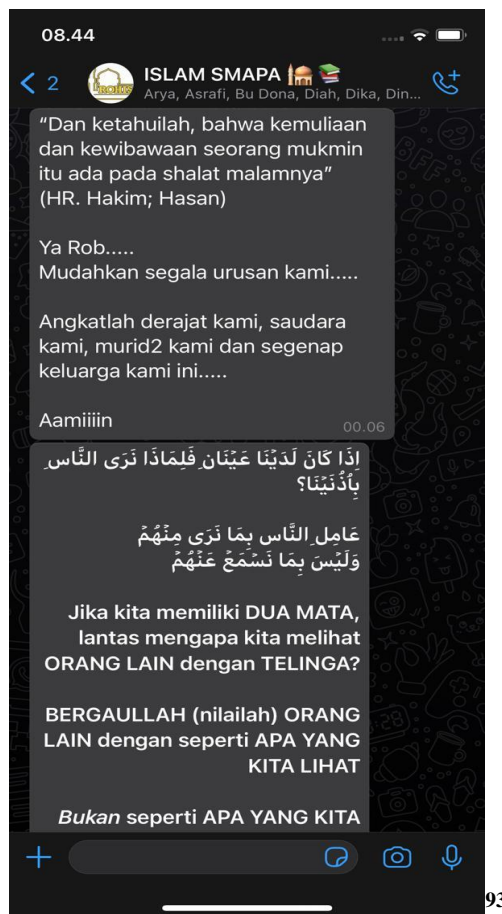 08.44
2
ISLAM SMAPA 🕌 📚
Arya, Asrafi, Bu Dona, Diah, Dika, Din...
“Dan ketahuilah, bahwa kemuliaan
dan kewibawaan seorang mukmin
itu ada pada shalat malamnya”
(HR. Hakim; Hasan)
Ya Rob.....
Mudahkan segala urusan kami.....
Angkatlah derajat kami, saudara
kami, murid2 kami dan segenap
keluarga kami ini.....
Aamiiiin
00.06
إِذَا كَانَ لَدَيْنَا عَيْنَانِ فَلِمَاذَا نَرَى النَّاسَ
بِأُذُنَيْنَا؟
عَامِلِ النَّاسَ بِمَا نَرَى مِنْهُمْ
وَلَيْسَ بِمَا نَسْمَعُ عَنْهُمْ
Jika kita memiliki DUA MATA,
lantas mengapa kita melihat
ORANG LAIN dengan TELINGA?
BERGAULLAH (nilailah) ORANG
LAIN dengan seperti APA YANG
KITA LIHAT
Bukan seperti APA YANG KITA
93